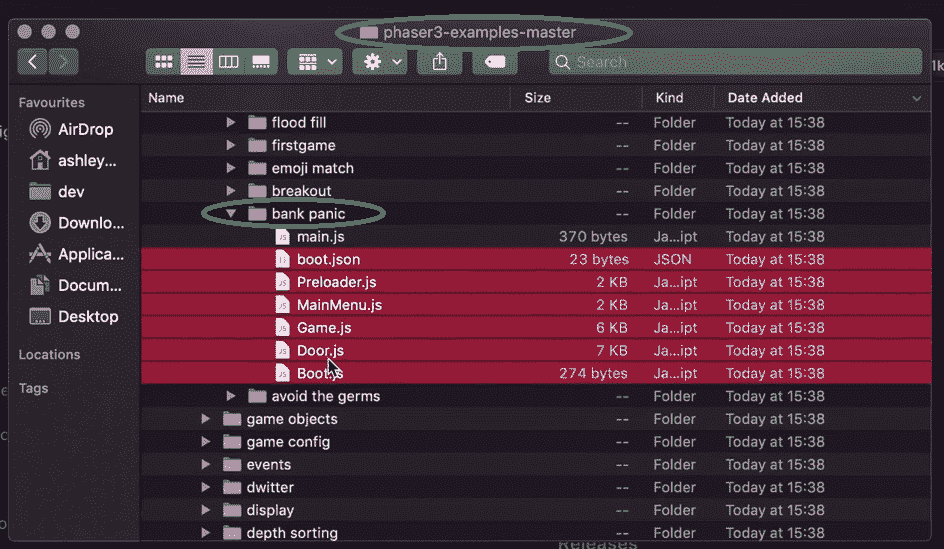 phaser3-examples-master
Search
1k
Favourites
AirDrop
ashley...
dev
Downlo...
Applica...
Docum...
Desktop
Locations
Tags
Name Size Kind Date Added
flood fill -- Folder Today at 15:38
firstgame -- Folder Today at 15:38
emoji match -- Folder Today at 15:38
breakout -- Folder Today at 15:38
bank panic -- Folder Today at 15:38
main.js 370 bytes Ja...ipt Today at 15:38
boot.json 23 bytes JSON Today at 15:38
Preloader.js 2 KB Ja...ipt Today at 15:38
MainMenu.js 2 KB Ja...ipt Today at 15:38
Game.js 6 KB Ja...ipt Today at 15:38
Door.js 7 KB Ja...ipt Today at 15:38
Boot.js 274 bytes Ja...ipt Today at 15:38
avoid the germs -- Folder Today at 15:38
game objects -- Folder Today at 15:38
game config -- Folder Today at 15:38
events -- Folder Today at 15:38
dwitter -- Folder Today at 15:38
display -- Folder Today at 15:38
depth sorting -- Folder Today at 15:38
Releases